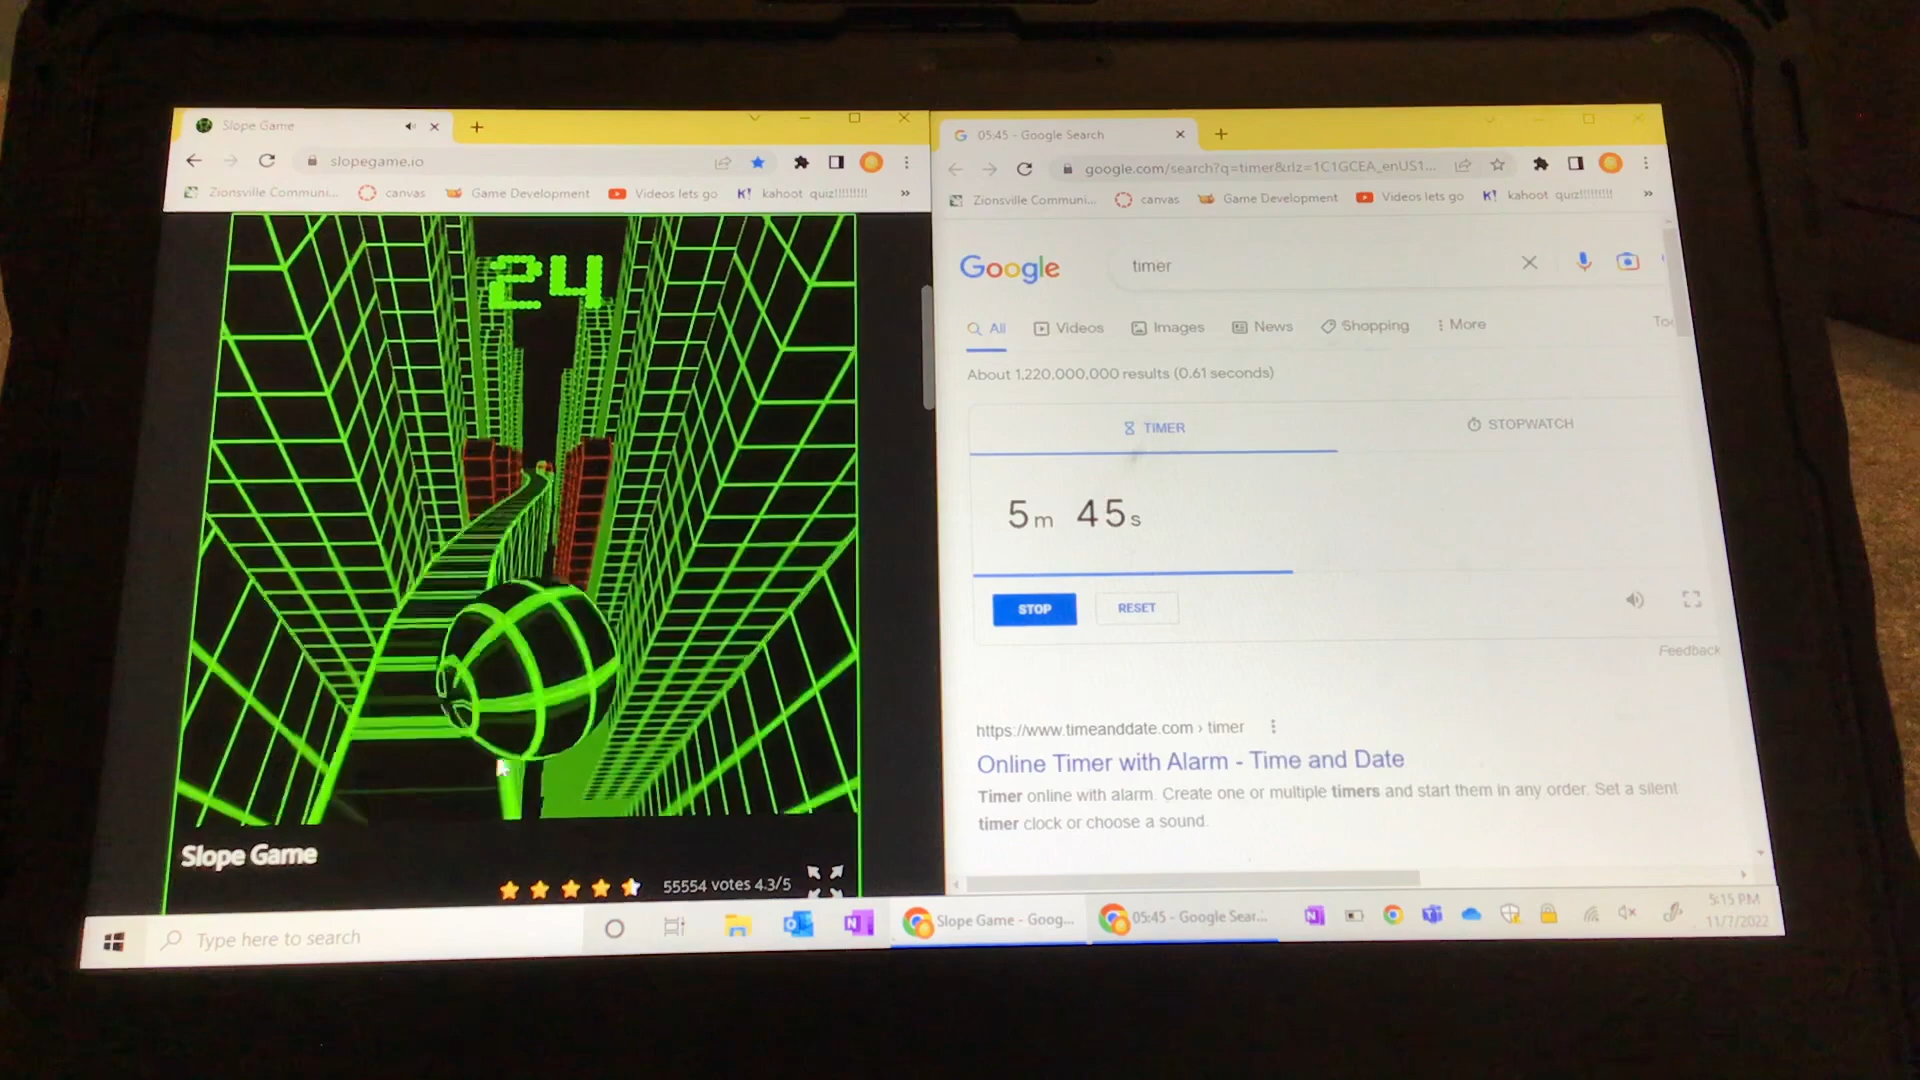 Slope Game
slopegame.io
Zionsville Communi... canvas Game Development Videos lets go K! kahoot quiz!!!!!!!!! »
24
Slope Game
55554 votes 4.3/5
05:45 - Google Search
google.com/search?q=timer&rlz=1C1GCEA_enUS1...
Zionsville Communi... canvas Game Development Videos lets go K! kahoot quiz!!!!!!!!! »
Google timer
All Videos Images News Shopping More
About 1,220,000,000 results (0.61 seconds)
TIMER STOPWATCH
5m 45s
STOP RESET
Feedback
https://www.timeanddate.com › timer
Online Timer with Alarm - Time and Date
Timer online with alarm. Create one or multiple timers and start them in any order. Set a silent
timer clock or choose a sound.
Type here to search Slope Game - Goog... 05:45 - Google Sear... 5:15 PM
11/7/2022